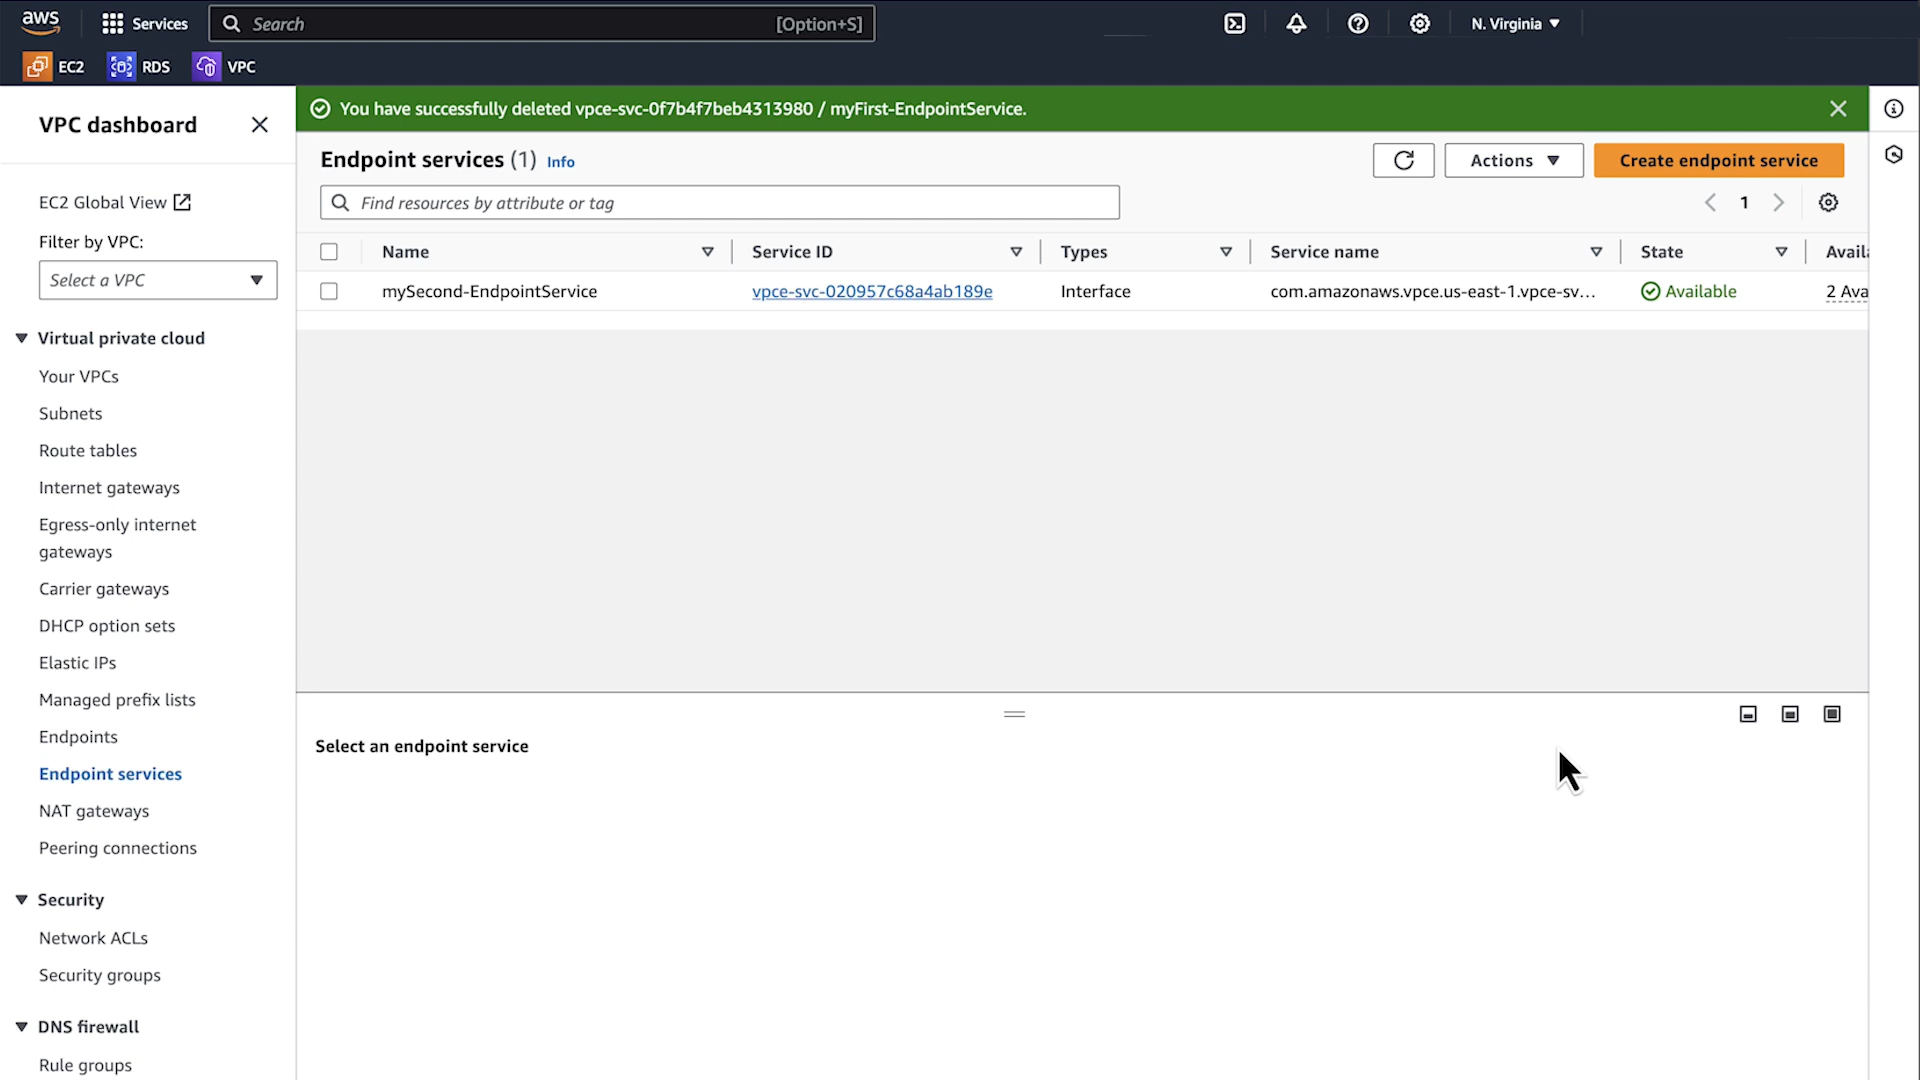 aws
Services
Search
[Option+S]
N. Virginia
EC2
RDS
VPC
VPC dashboard
EC2 Global View
Filter by VPC:
Select a VPC
Virtual private cloud
Your VPCs
Subnets
Route tables
Internet gateways
Egress-only internet
gateways
Carrier gateways
DHCP option sets
Elastic IPs
Managed prefix lists
Endpoints
Endpoint services
NAT gateways
Peering connections
Security
Network ACLs
Security groups
DNS firewall
Rule groups
You have successfully deleted vpce-svc-0f7b4f7beb4313980 / myFirst-EndpointService.
Endpoint services (1) Info
Actions
Create endpoint service
Find resources by attribute or tag
1
Name Service ID Types Service name State Availa
mySecond-EndpointService vpce-svc-020957c68a4ab189e Interface com.amazonaws.vpce.us-east-1.vpce-sv... Available 2 Ava
Select an endpoint service